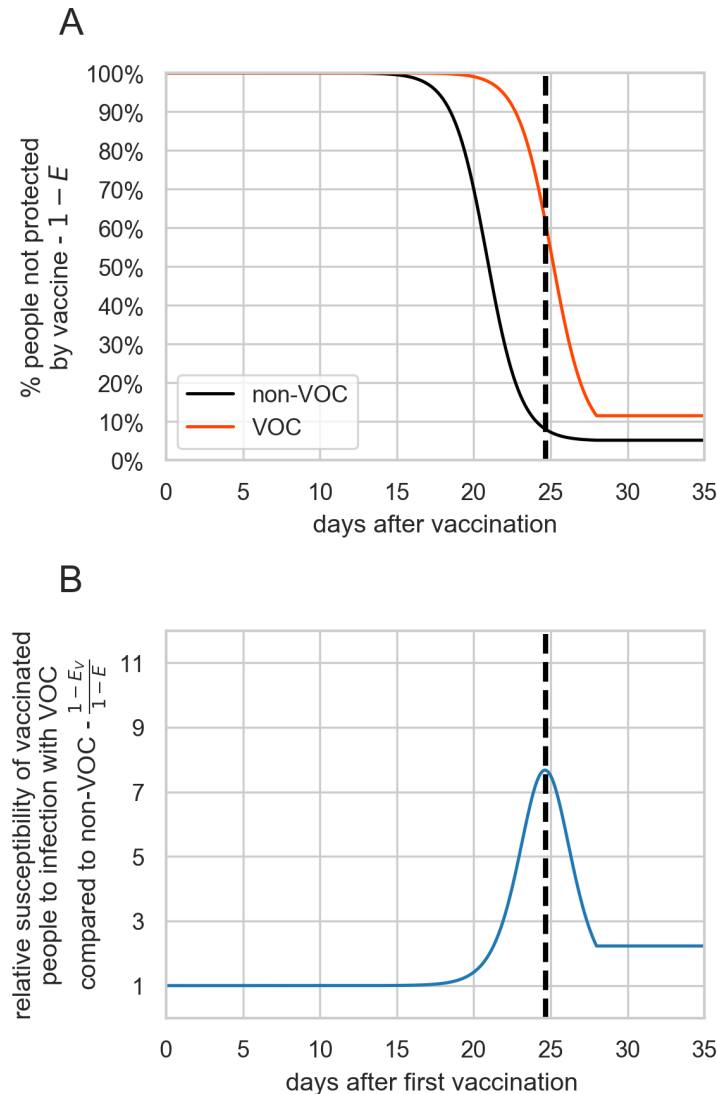 A
100%
90%
80%
70%
60%
50%
40%
30%
20%
10%
0%
% people not protected
by vaccine - 1 − E
non-VOC
VOC
0 5 10 15 20 25 30 35
days after vaccination
B
11
9
7
5
3
1
relative susceptibility of vaccinated
people to infection with VOC
compared to non-VOC - \frac{1-E_V}{1-E}
0 5 10 15 20 25 30 35
days after first vaccination